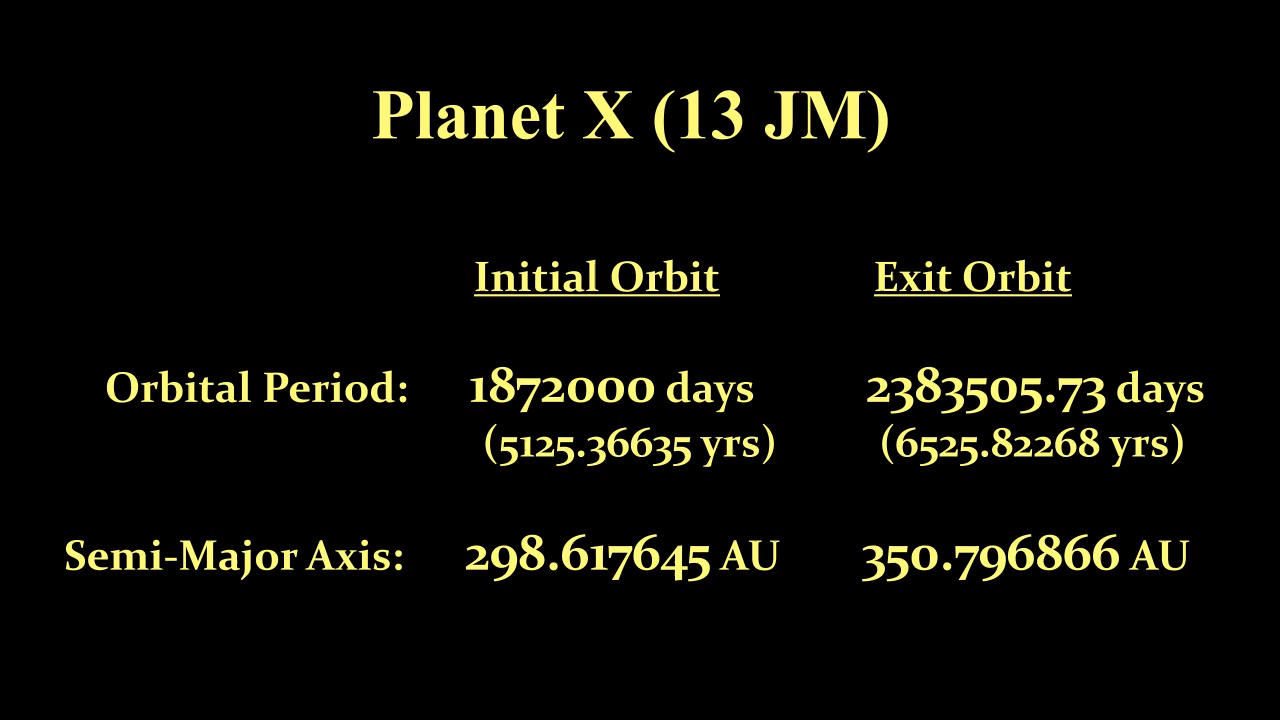 Planet X (13 JM)
Initial Orbit Exit Orbit
Orbital Period: 1872000 days 2383505.73 days
(5125.36635 yrs) (6525.82268 yrs)
Semi-Major Axis: 298.617645 AU 350.796866 AU